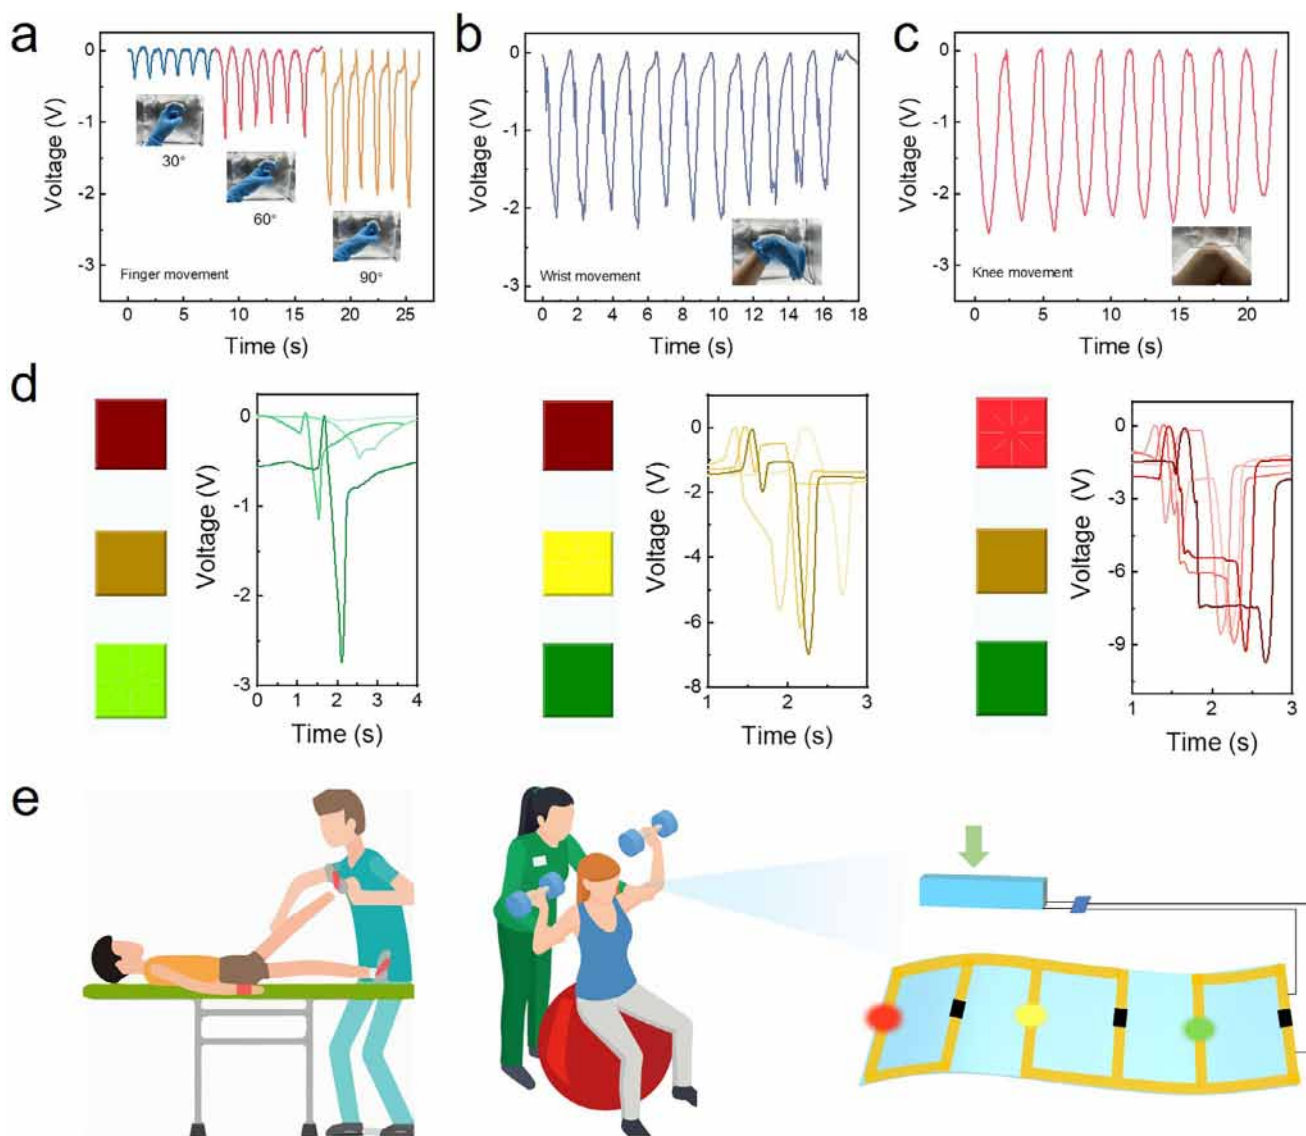 a
0
-1
-2
-3
Voltage (V)
30°
60°
90°
Finger movement
0 5 10 15 20 25
Time (s)
b
0
-1
-2
-3
Voltage (V)
Wrist movement
0 2 4 6 8 10 12 14 16 18
Time (s)
c
0
-1
-2
-3
Voltage (V)
Knee movement
0 5 10 15 20
Time (s)
d
0
-1
-2
-3
Voltage (V)
0 1 2 3 4
Time (s)
0
-2
-4
-6
-8
Voltage (V)
1 2 3
Time (s)
0
-3
-6
-9
Voltage (V)
1 2 3
Time (s)
e